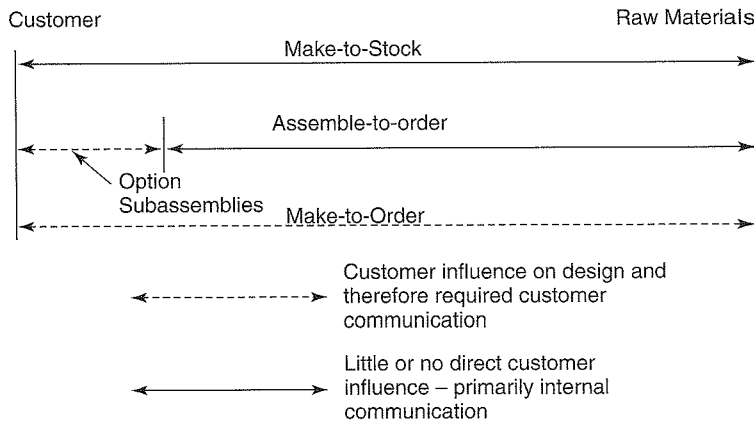 Customer
Raw Materials
Make-to-Stock
Assemble-to-order
Option
Subassemblies
Make-to-Order
Customer influence on design and
therefore required customer
communication
Little or no direct customer
influence – primarily internal
communication